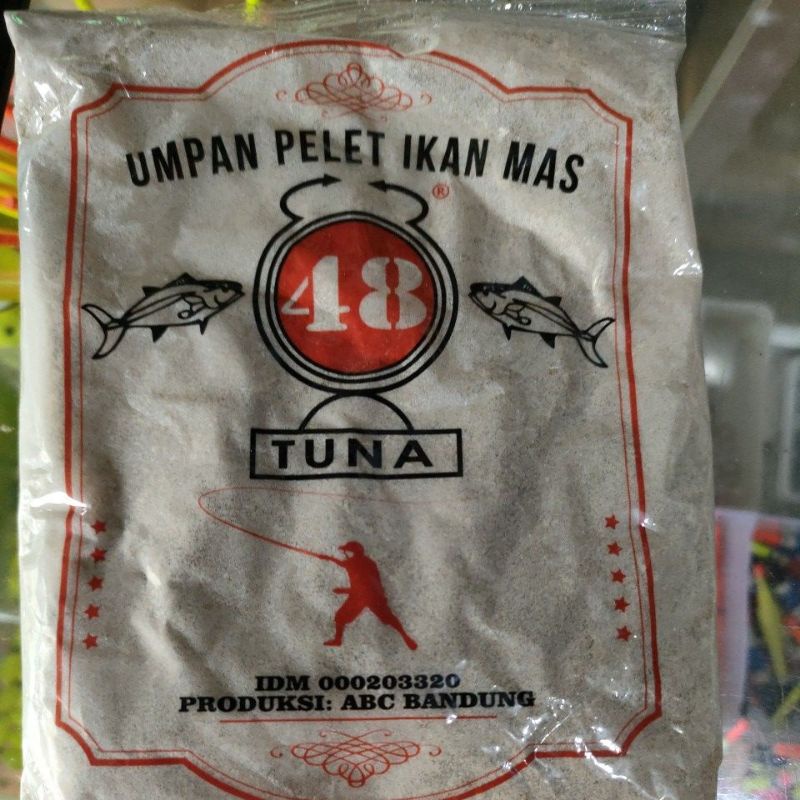 UMPAN PELET IKAN MAS
®
48
TUNA
IDM 000203320
PRODUKSI: ABC BANDUNG